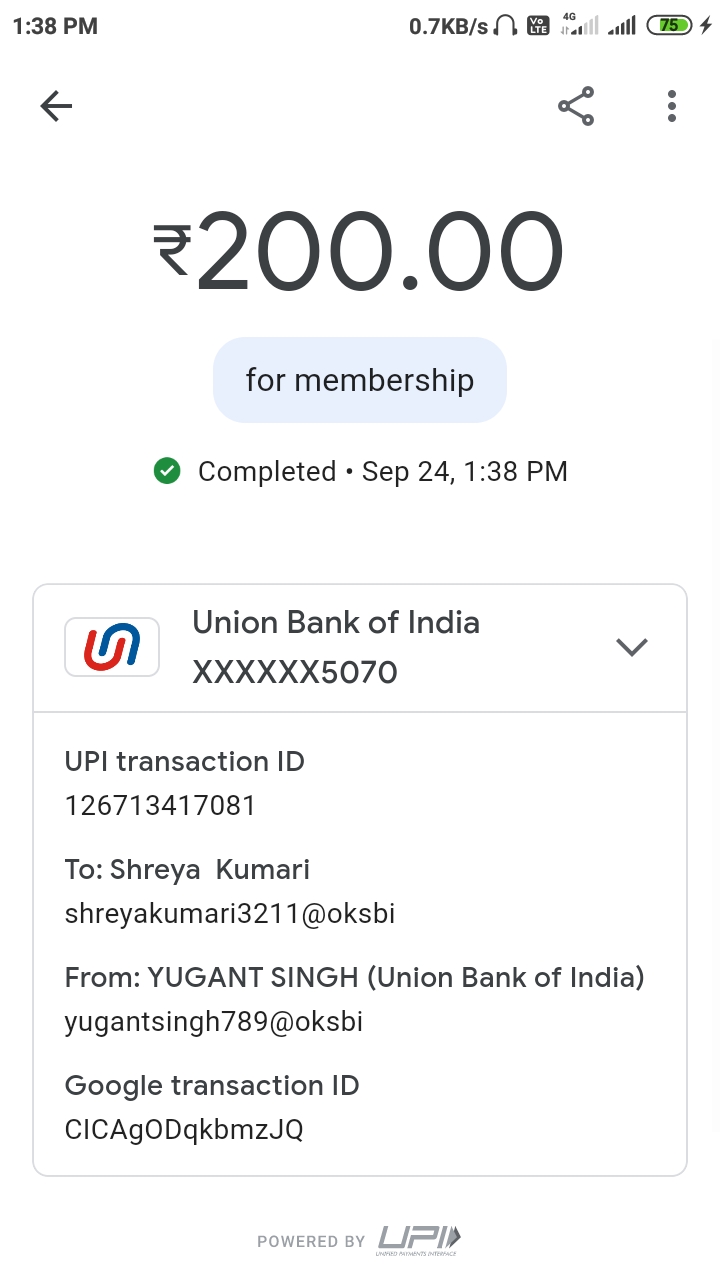 1:38 PM
0.7KB/s Vo LTE 4G 75
₹200.00
for membership
Completed • Sep 24, 1:38 PM
Union Bank of India
XXXXXX5070
UPI transaction ID
126713417081
To: Shreya  Kumari
shreyakumari3211@oksbi
From: YUGANT SINGH (Union Bank of India)
yugantsingh789@oksbi
Google transaction ID
CICAgODqkbmzJQ
POWERED BY UPI
UNIFIED PAYMENTS INTERFACE